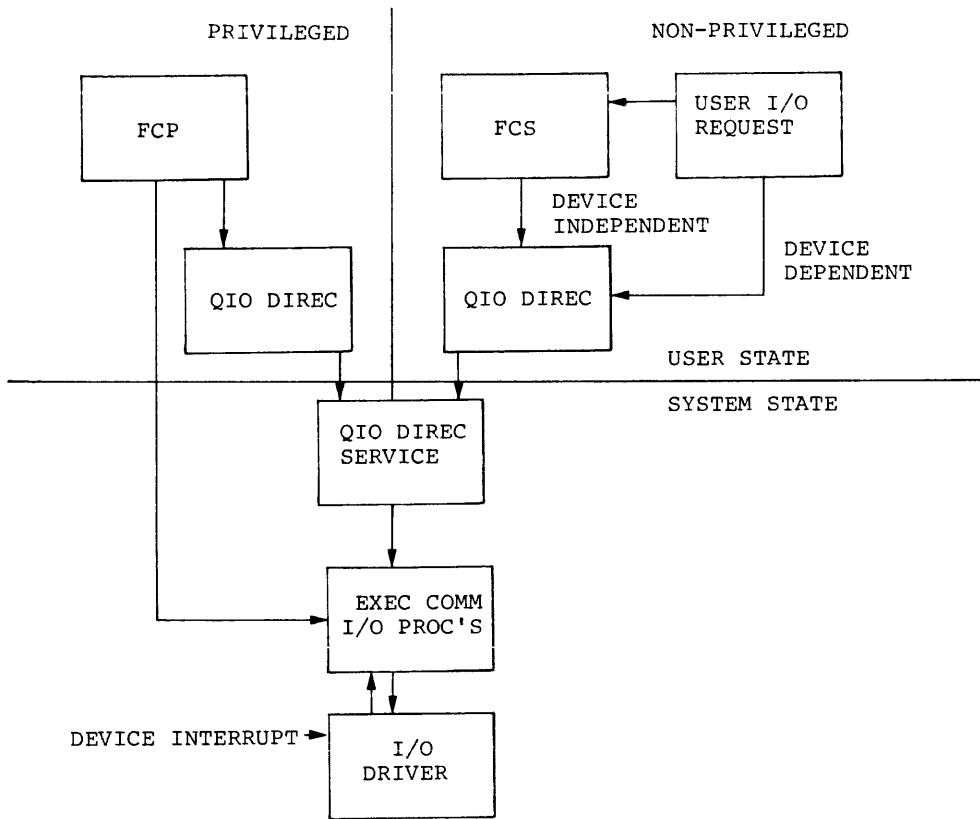 PRIVILEGED
NON-PRIVILEGED
FCP
FCS
USER I/O
REQUEST
DEVICE
INDEPENDENT
DEVICE
DEPENDENT
QIO DIREC
QIO DIREC
USER STATE
SYSTEM STATE
QIO DIREC
SERVICE
EXEC COMM
I/O PROC'S
DEVICE INTERRUPT
I/O
DRIVER